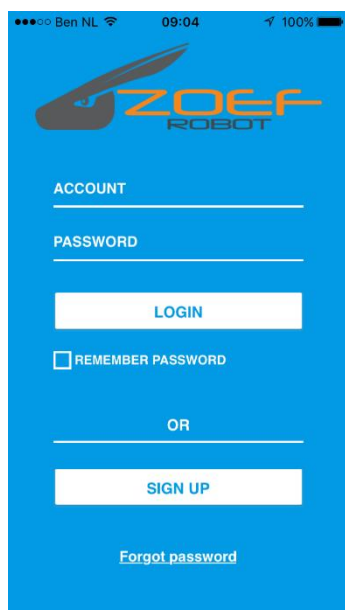 Ben NL 09:04 100%
ZOEF
ROBOT
ACCOUNT
PASSWORD
LOGIN
REMEMBER PASSWORD
OR
SIGN UP
Forgot password